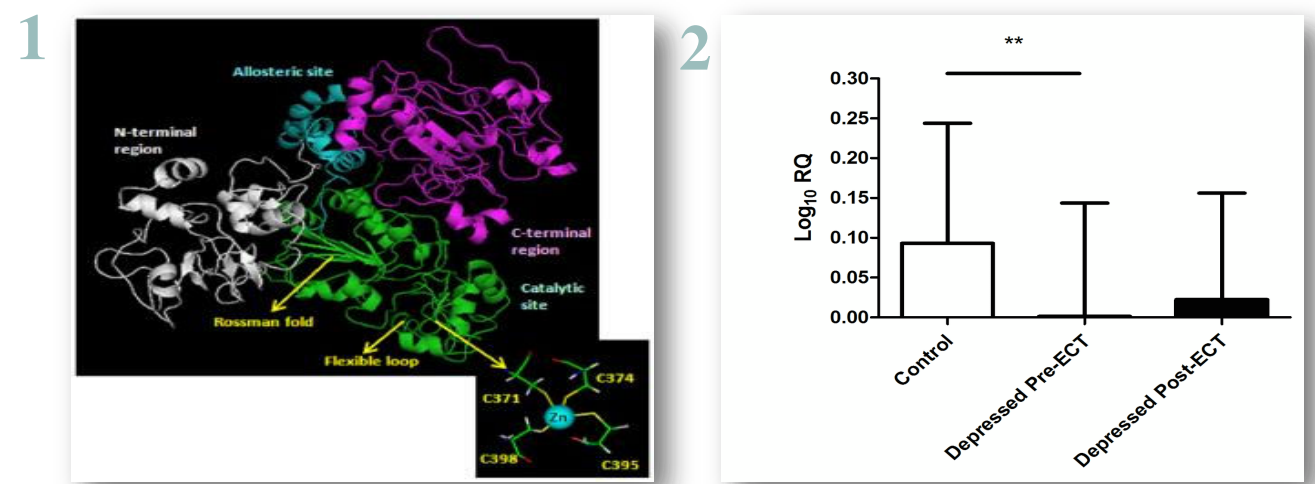 1
Allosteric site
N-terminal
region
C-terminal
region
Catalytic
site
Rossman fold
Flexible loop
C371
C374
Zn
C398
C395
2
**
0.30
0.25
0.20
0.15
0.10
0.05
0.00
Log10 RQ
Control
Depressed Pre-ECT
Depressed Post-ECT